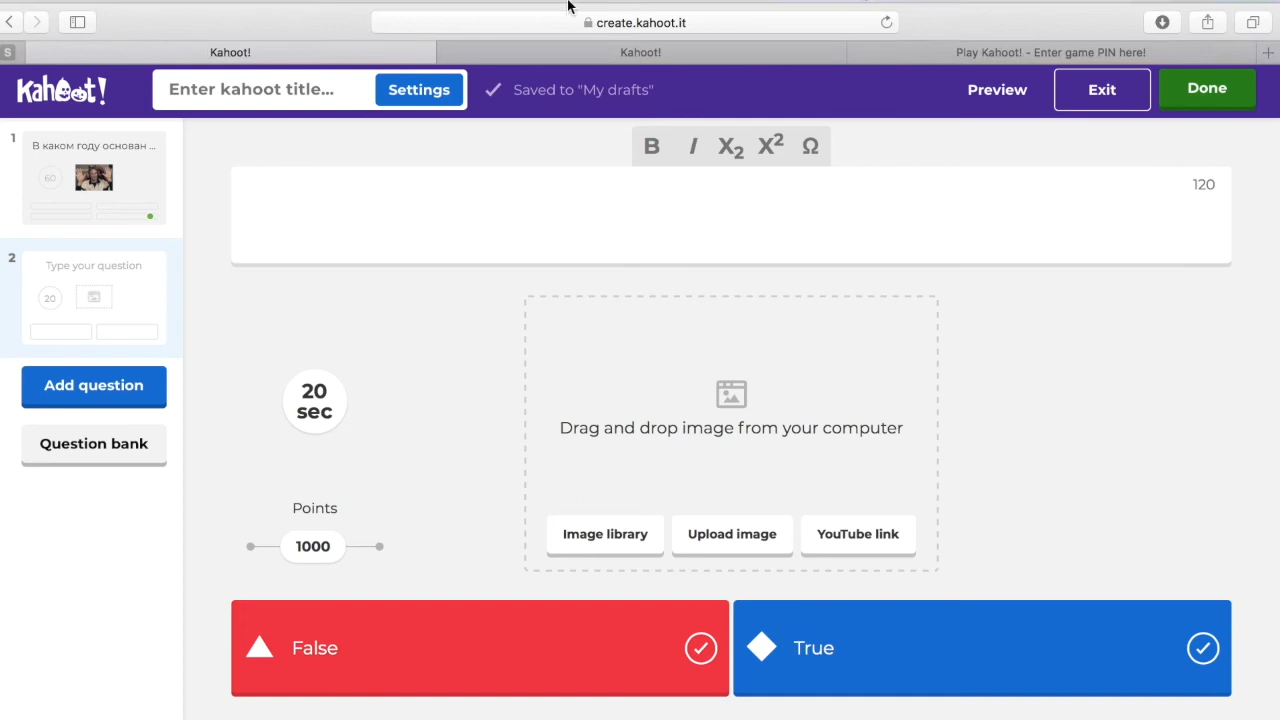 create.kahoot.it
S
Kahoot!
Kahoot!
Play Kahoot! - Enter game PIN here!
Kahoot!
Enter kahoot title...
Settings
Saved to "My drafts"
Preview
Exit
Done
1
В каком году основан ...
60
2
Type your question
20
Add question
Question bank
B I X2 X2 Ω
120
20
sec
Points
1000
Drag and drop image from your computer
Image library
Upload image
YouTube link
False
True